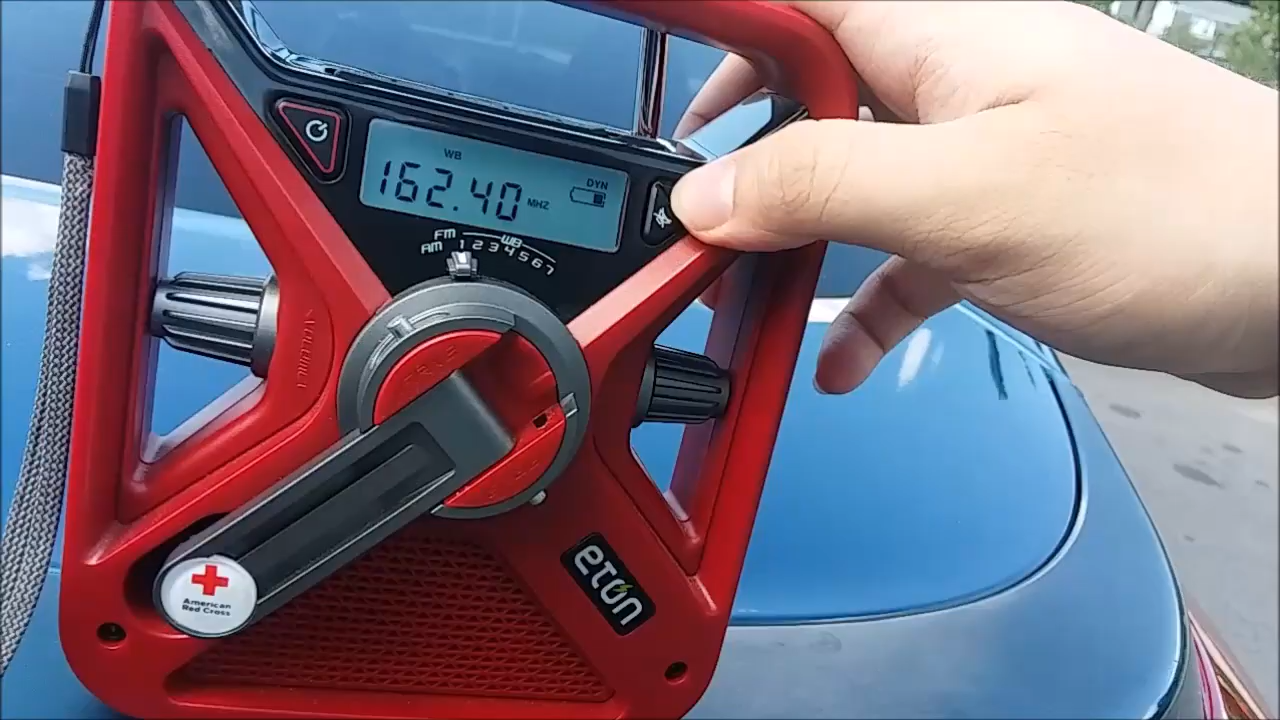 WB
DYN
162.40 MHZ
FM WB
AM 1 2 3 4 5 6 7
VOLUME
etón
American
Red Cross